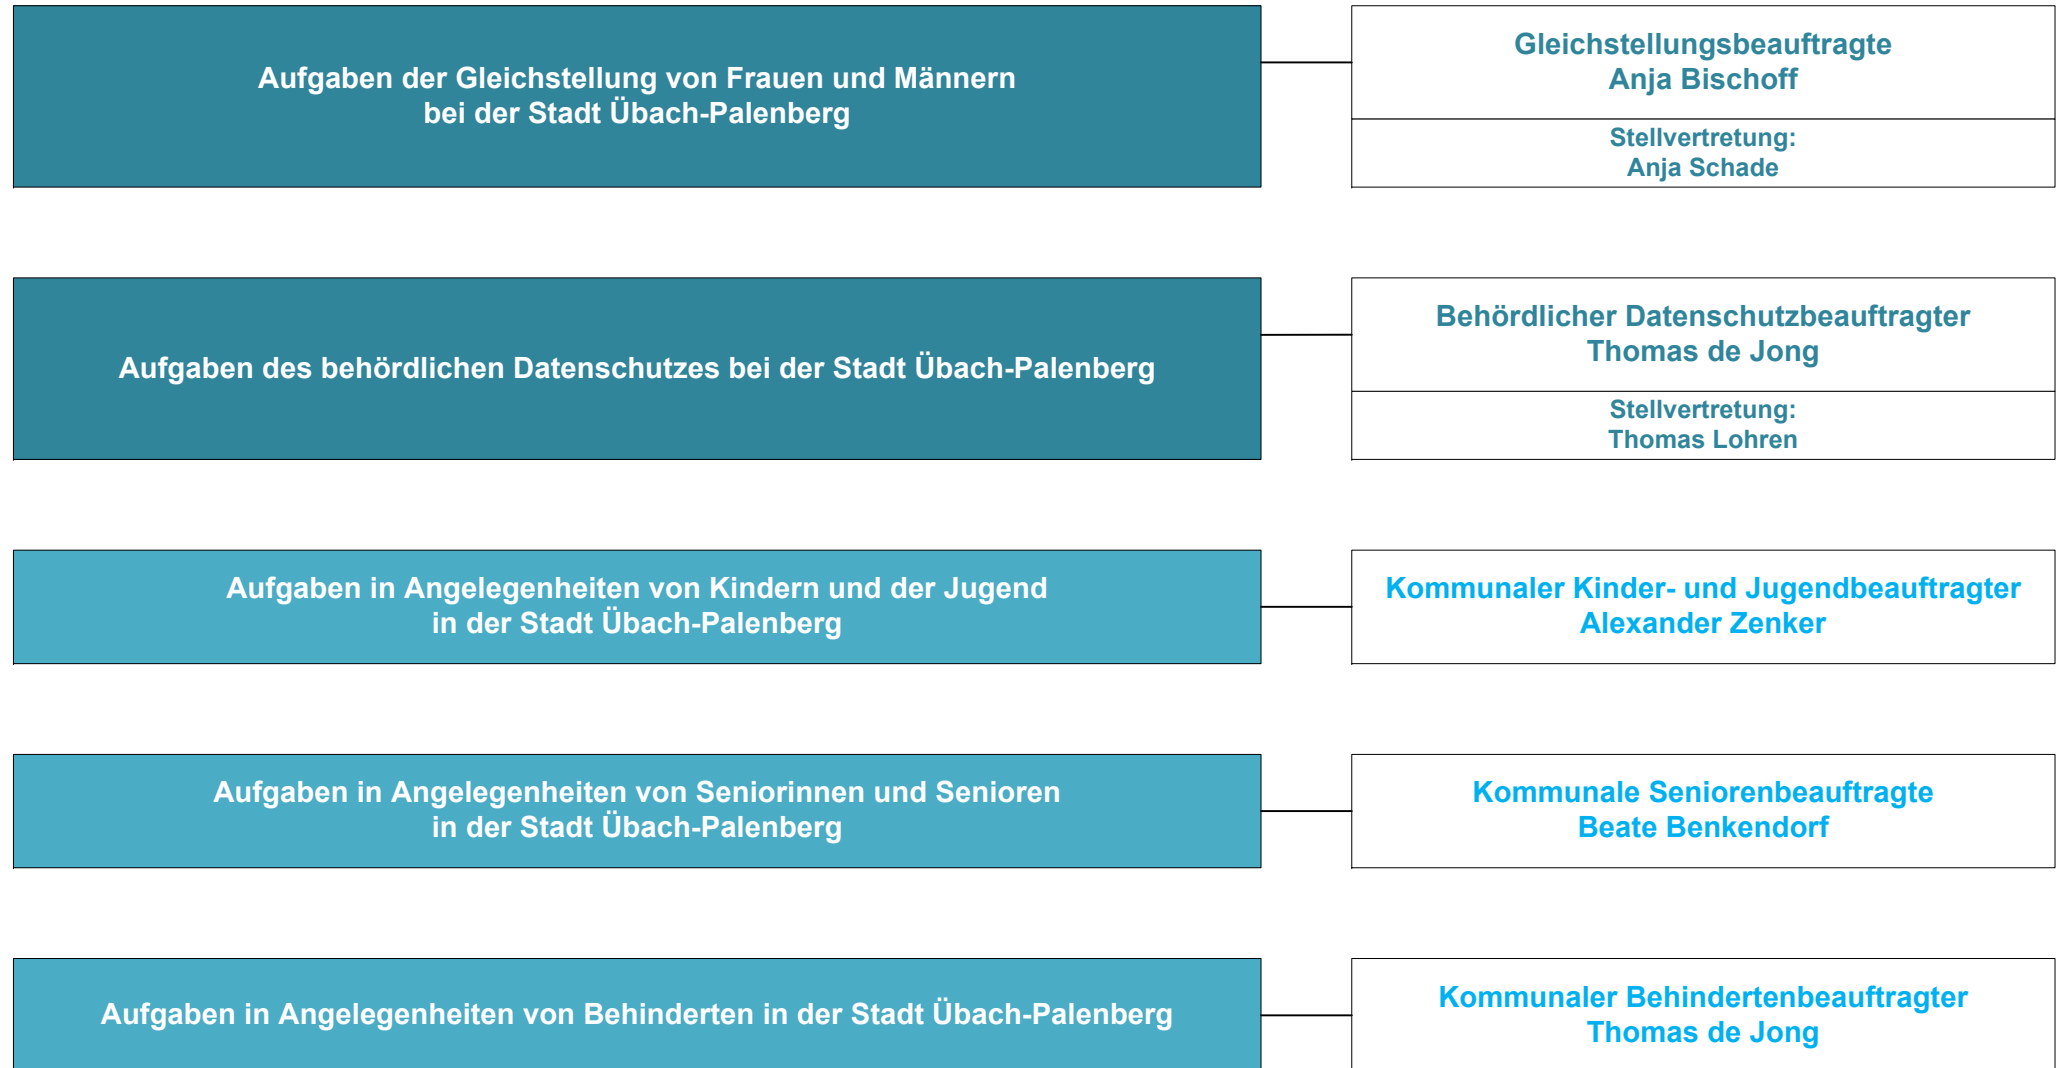 Aufgaben der Gleichstellung von Frauen und Männern
bei der Stadt Übach-Palenberg
Gleichstellungsbeauftragte
Anja Bischoff
Stellvertretung:
Anja Schade
Aufgaben des behördlichen Datenschutzes bei der Stadt Übach-Palenberg
Behördlicher Datenschutzbeauftragter
Thomas de Jong
Stellvertretung:
Thomas Lohren
Aufgaben in Angelegenheiten von Kindern und der Jugend
in der Stadt Übach-Palenberg
Kommunaler Kinder- und Jugendbeauftragter
Alexander Zenker
Aufgaben in Angelegenheiten von Seniorinnen und Senioren
in der Stadt Übach-Palenberg
Kommunale Seniorenbeauftragte
Beate Benkendorf
Aufgaben in Angelegenheiten von Behinderten in der Stadt Übach-Palenberg
Kommunaler Behindertenbeauftragter
Thomas de Jong